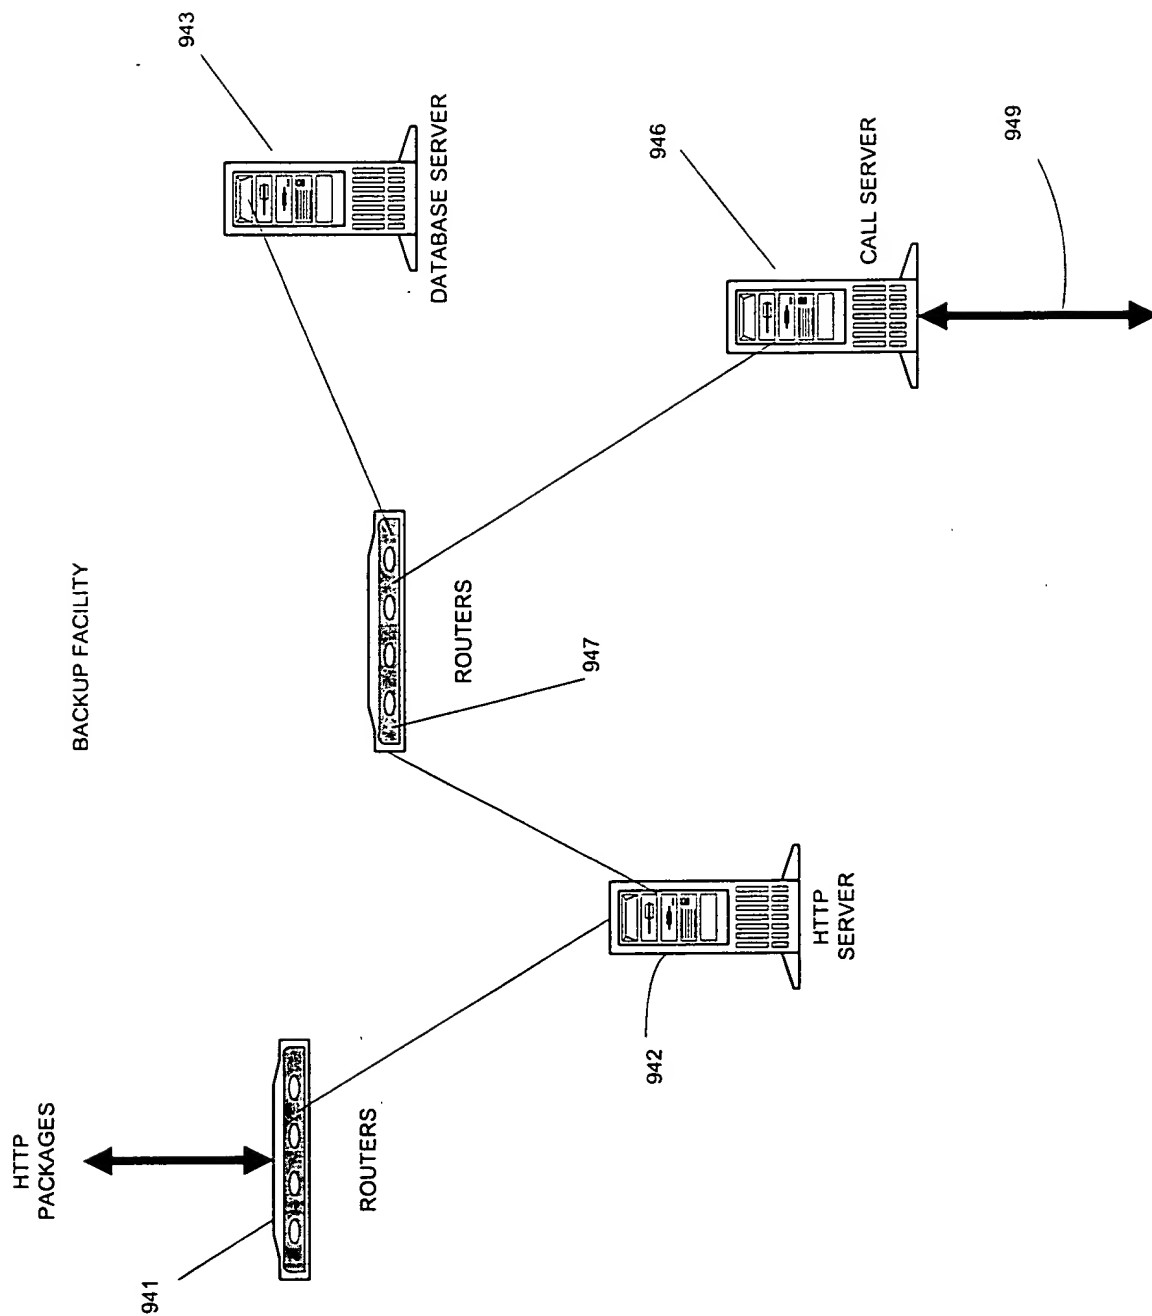 BACKUP FACILITY
HTTP
PACKAGES
941
ROUTERS
942
HTTP
SERVER
947
ROUTERS
943
DATABASE SERVER
946
CALL SERVER
949